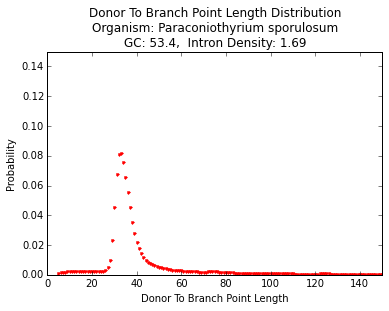 Donor To Branch Point Length Distribution
Organism: Paraconiothyrium sporulosum
GC: 53.4,  Intron Density: 1.69
0.14
0.12
0.10
0.08
0.06
0.04
0.02
0.00
Probability
0 20 40 60 80 100 120 140
Donor To Branch Point Length